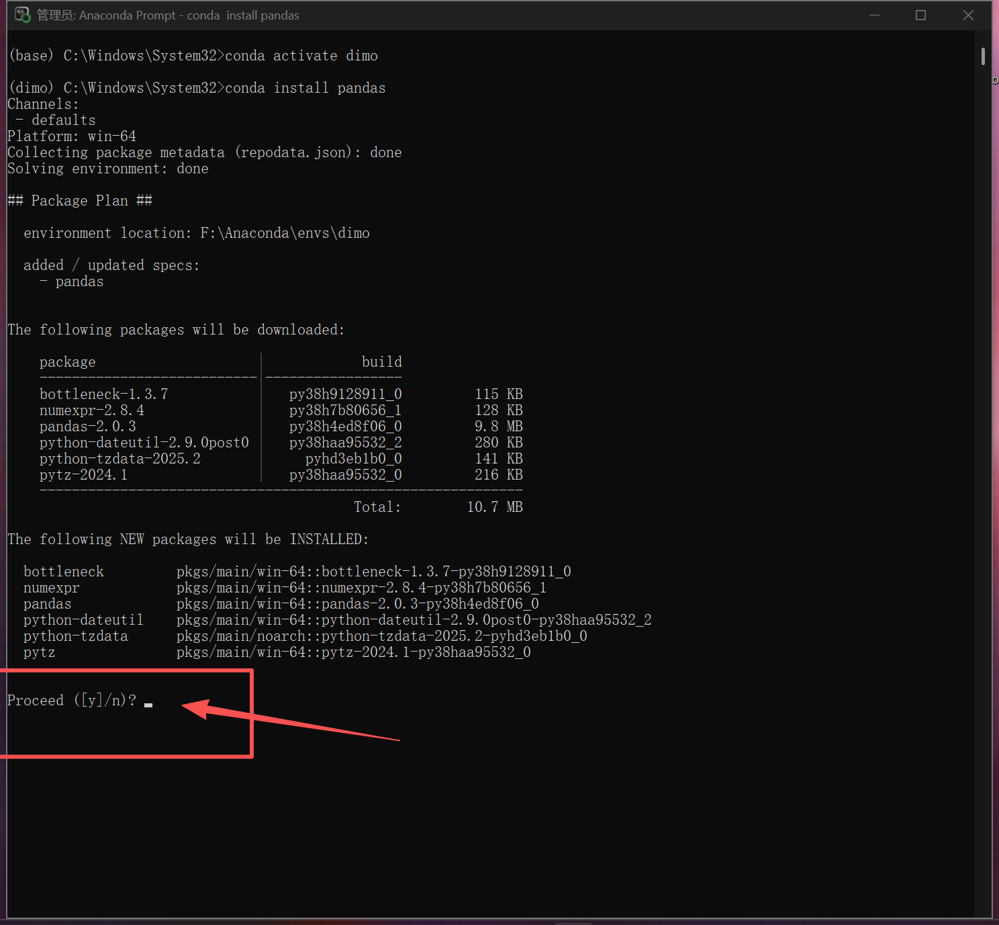 管理员: Anaconda Prompt - conda  install pandas
(base) C:\Windows\System32>conda activate dimo
(dimo) C:\Windows\System32>conda install pandas
Channels:
 - defaults
Platform: win-64
Collecting package metadata (repodata.json): done
Solving environment: done
## Package Plan ##
  environment location: F:\Anaconda\envs\dimo
  added / updated specs:
    - pandas
The following packages will be downloaded:
    package                    |            build
    ---------------------------|-----------------
    bottleneck-1.3.7           |   py38h9128911_0         115 KB
    numexpr-2.8.4              |   py38h7b80656_1         128 KB
    pandas-2.0.3               |   py38h4ed8f06_0         9.8 MB
    python-dateutil-2.9.0post0 |   py38haa95532_2         280 KB
    python-tzdata-2025.2       |     pyhd3eb1b0_0         141 KB
    pytz-2024.1                |   py38haa95532_0         216 KB
    ------------------------------------------------------------
                                           Total:        10.7 MB
The following NEW packages will be INSTALLED:
  bottleneck         pkgs/main/win-64::bottleneck-1.3.7-py38h9128911_0
  numexpr            pkgs/main/win-64::numexpr-2.8.4-py38h7b80656_1
  pandas             pkgs/main/win-64::pandas-2.0.3-py38h4ed8f06_0
  python-dateutil    pkgs/main/win-64::python-dateutil-2.9.0post0-py38haa95532_2
  python-tzdata      pkgs/main/noarch::python-tzdata-2025.2-pyhd3eb1b0_0
  pytz               pkgs/main/win-64::pytz-2024.1-py38haa95532_0
Proceed ([y]/n)?